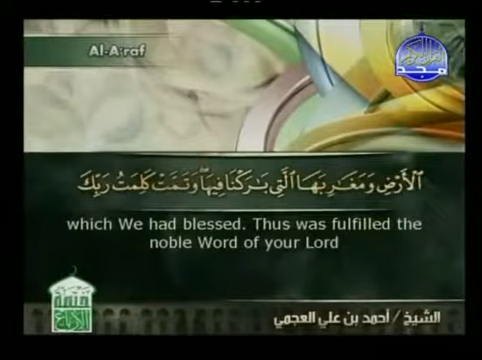 Al-A'raf
مجد
ٱلْأَرْضِ وَمَغَـٰرِبَهَا ٱلَّتِى بَـٰرَكْنَا فِيهَا ۖ وَتَمَّتْ كَلِمَتُ رَبِّكَ
which We had blessed. Thus was fulfilled the
noble Word of your Lord
الشيخ / أحمد بن علي العجمي